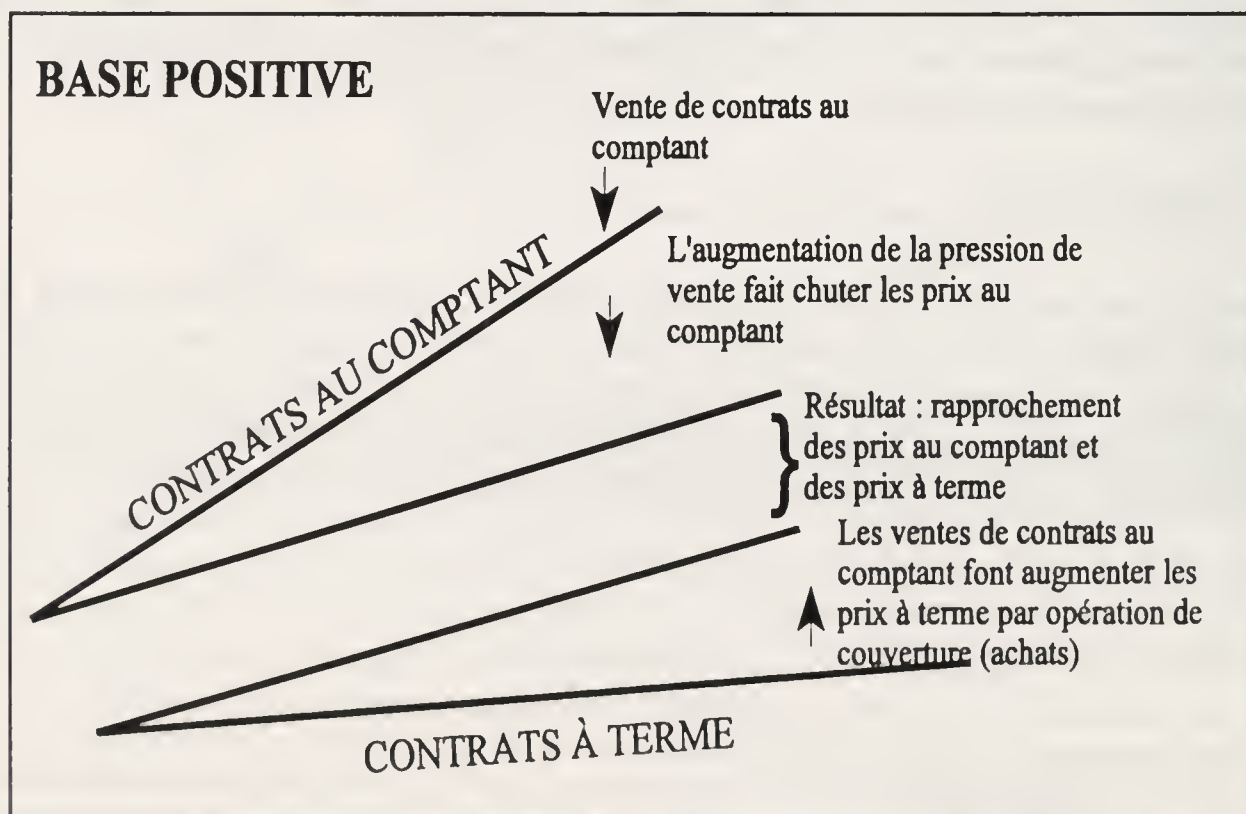 BASE POSITIVE
Vente de contrats au
comptant
CONTRATS AU COMPTANT
L'augmentation de la pression de
vente fait chuter les prix au
comptant
Résultat : rapprochement
des prix au comptant et
des prix à terme
Les ventes de contrats au
comptant font augmenter les
prix à terme par opération de
couverture (achats)
CONTRATS À TERME